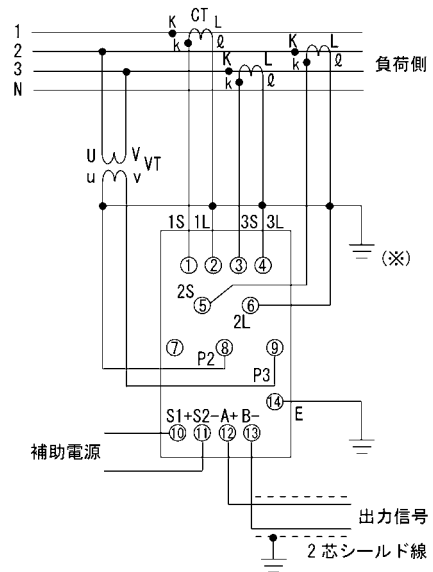 K CT L
1
k ℓ K L
2
K L k ℓ 負荷側
3
k ℓ
N
U V VT
u v
1S 1L 3S 3L
(※)
① ② ③ ④
2S
⑤ ⑥
2L
⑦ ⑧ ⑨
P2
P3
⑭ E
S1+ S2- A+ B-
⑩ ⑪ ⑫ ⑬
補助電源
出力信号
2芯シールド線